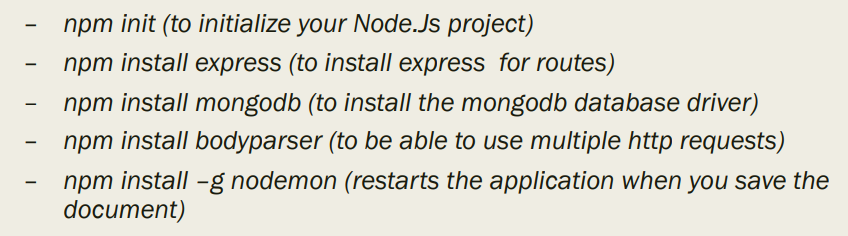 – npm init (to initialize your Node.Js project)
– npm install express (to install express for routes)
– npm install mongodb (to install the mongodb database driver)
– npm install bodyparser (to be able to use multiple http requests)
– npm install –g nodemon (restarts the application when you save the
document)